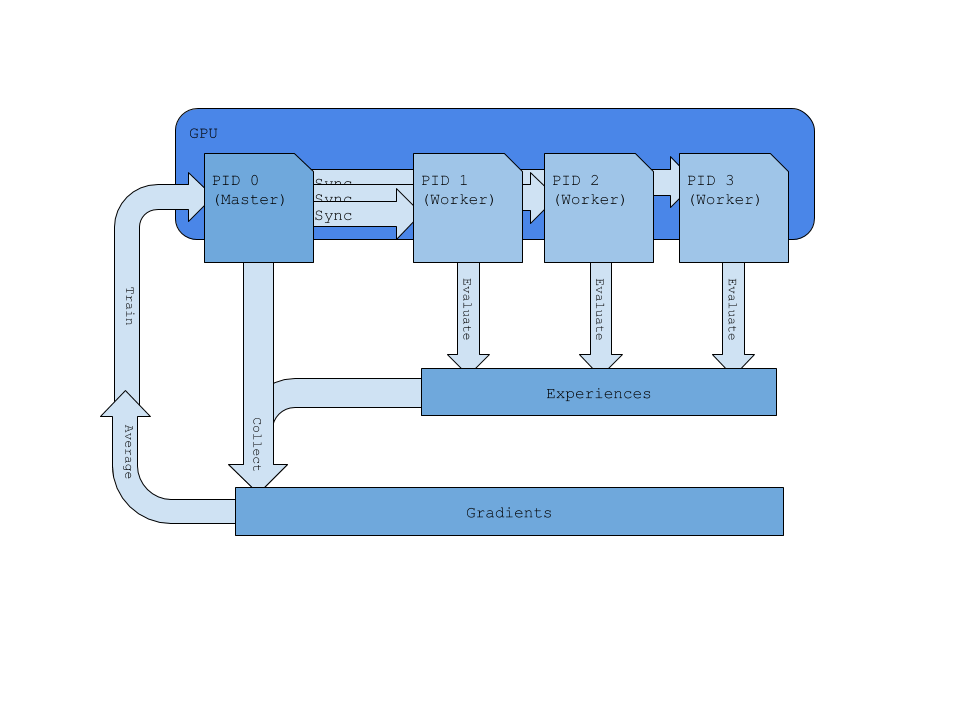 GPU
PID 0
(Master)
Sync
Sync
Sync
PID 1
(Worker)
PID 2
(Worker)
PID 3
(Worker)
Train
Evaluate
Evaluate
Evaluate
Experiences
Collect
Average
Gradients